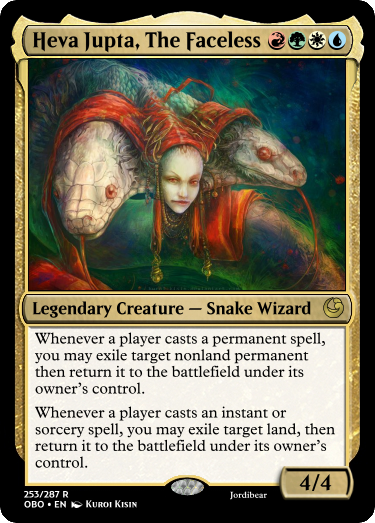 Heva Jupta, The Faceless
Legendary Creature — Snake Wizard
Whenever a player casts a permanent spell,
you may exile target nonland permanent
then return it to the battlefield under its
owner's control.
Whenever a player casts an instant or
sorcery spell, you may exile target land, then
return it to the battlefield under its owner's
control.
4/4
253/287 R
OBO • EN Kuroi Kisin
Jordibear